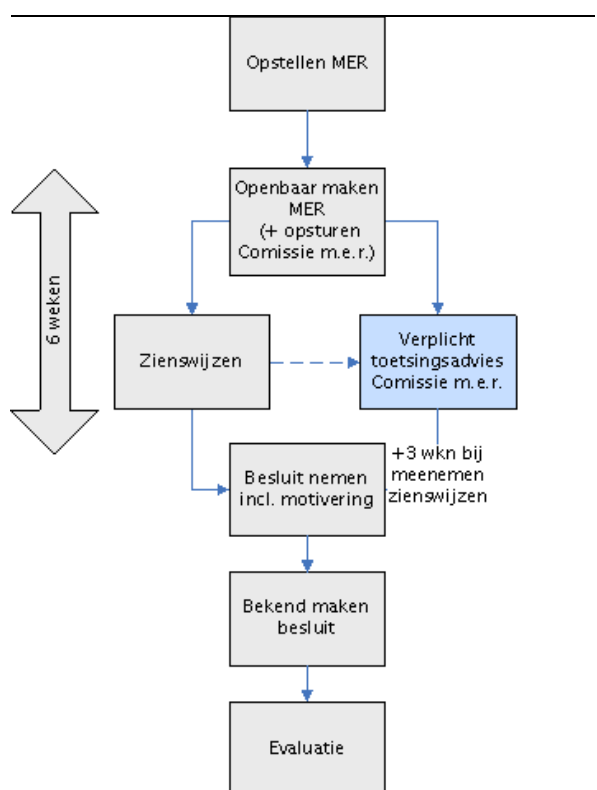 Opstellen MER
Openbaar maken
MER
(+ opsturen
Comissie m.e.r.)
6 weken
Zienswijzen
Verplicht
toetsingsadvies
Comissie m.e.r.
+3 wkn bij
meenemen
zienswijzen
Besluit nemen
incl. motivering
Bekend maken
besluit
Evaluatie